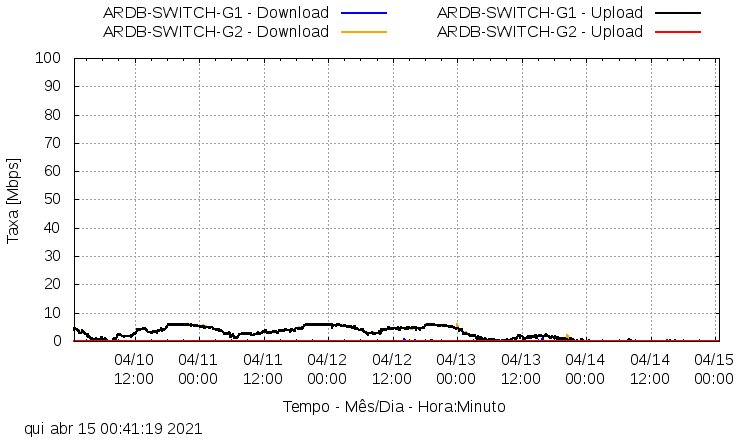 ARDB-SWITCH-G1 - Download ARDB-SWITCH-G1 - Upload
ARDB-SWITCH-G2 - Download ARDB-SWITCH-G2 - Upload
100
90
80
70
60
50
40
30
20
10
0
Taxa [Mbps]
04/10 04/11 04/11 04/12 04/12 04/13 04/13 04/14 04/14 04/15
12:00 00:00 12:00 00:00 12:00 00:00 12:00 00:00 12:00 00:00
Tempo - Mês/Dia - Hora:Minuto
qui abr 15 00:41:19 2021